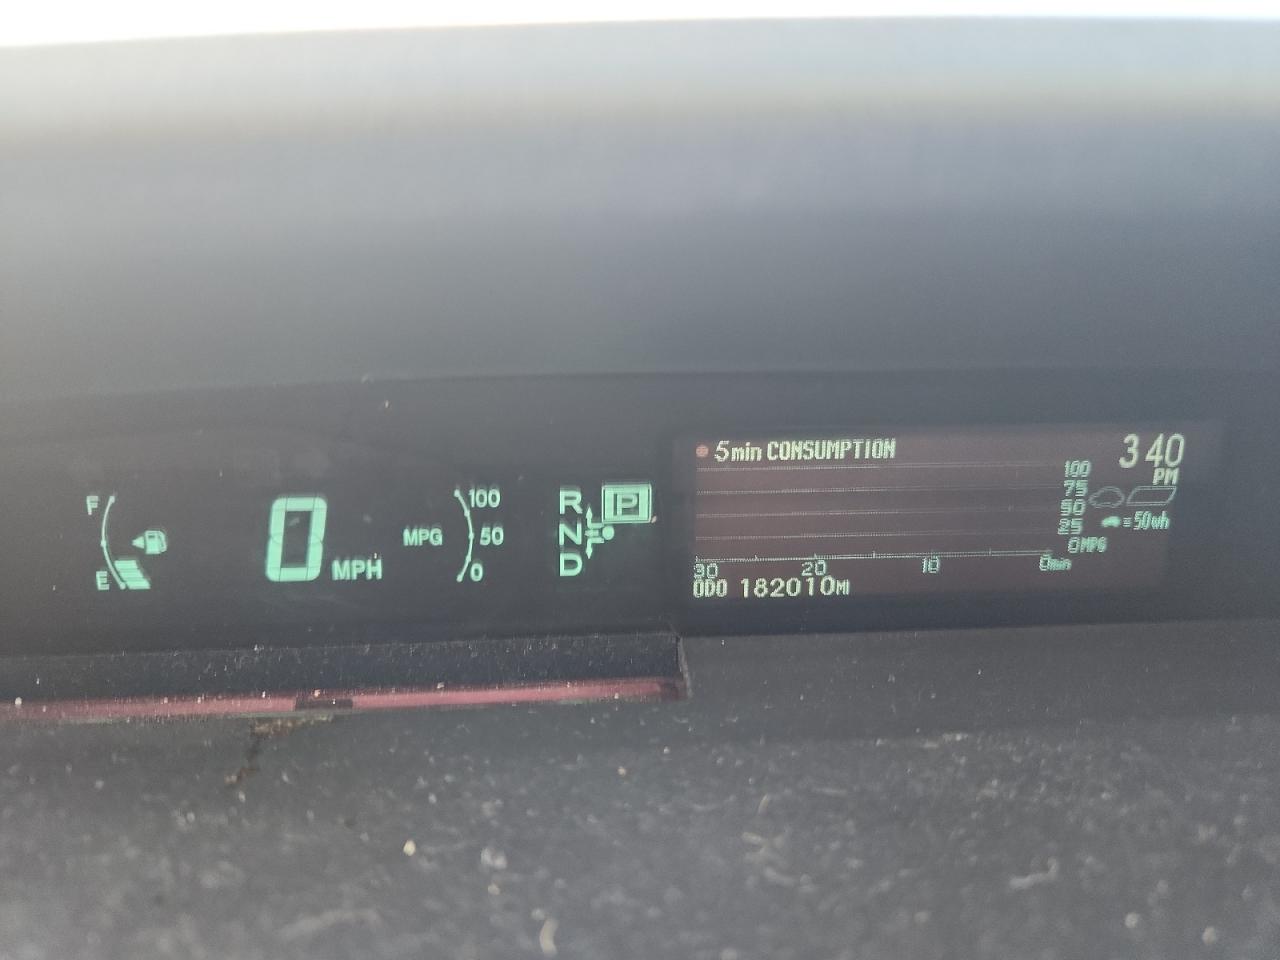 F
E
0 MPH
MPG
100
50
0
R
N
D
P
5min CONSUMPTION
3 40
PM
100
75
50
25
0MPG
=50wh
30 20 10 0min
ODO 182010MI